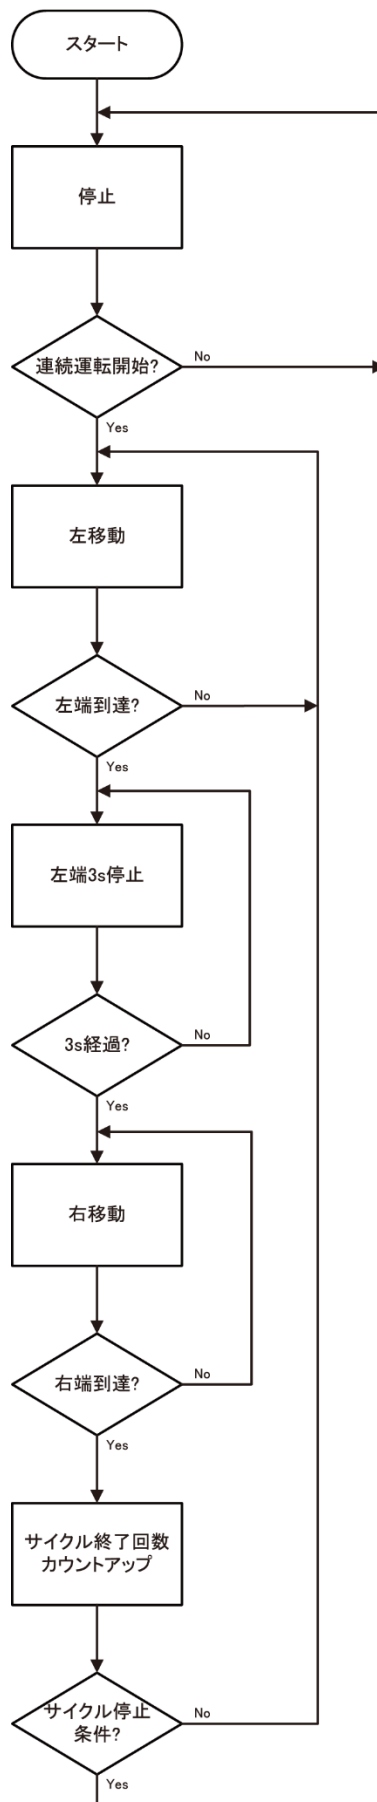 スタート
停止
連続運転開始?
No
Yes
左移動
左端到達?
No
Yes
左端3s停止
3s経過?
No
Yes
右移動
右端到達?
No
Yes
サイクル終了回数
カウントアップ
サイクル停止
条件?
No
Yes